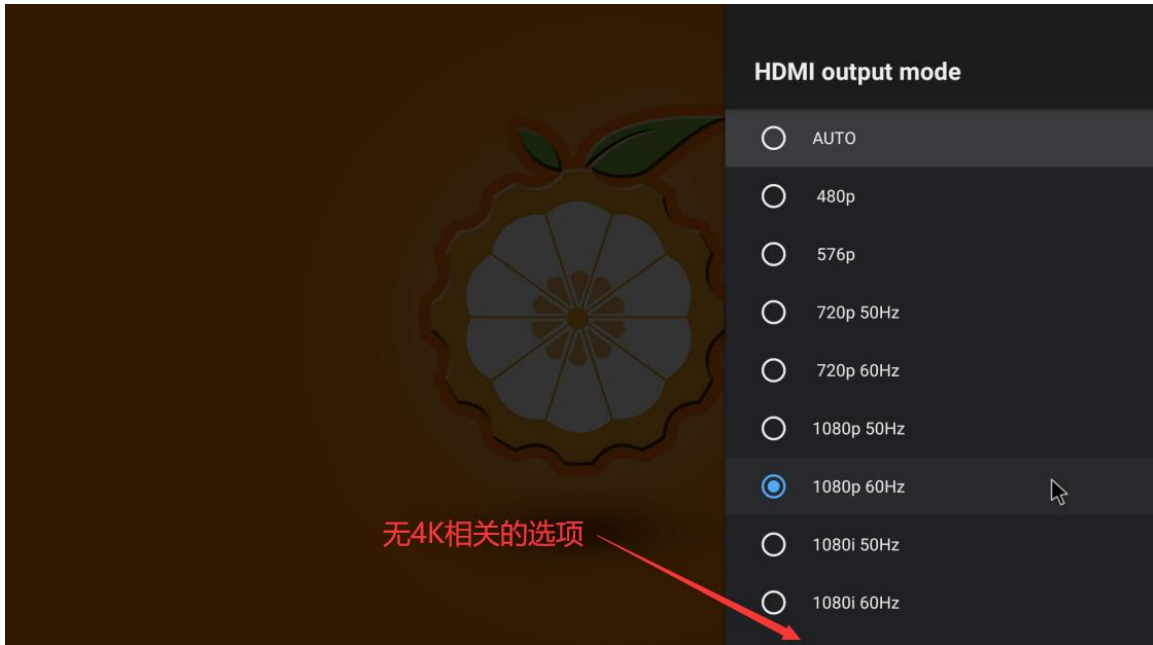 HDMI output mode
AUTO
480p
576p
720p 50Hz
720p 60Hz
1080p 50Hz
1080p 60Hz
无4K相关的选项
1080i 50Hz
1080i 60Hz